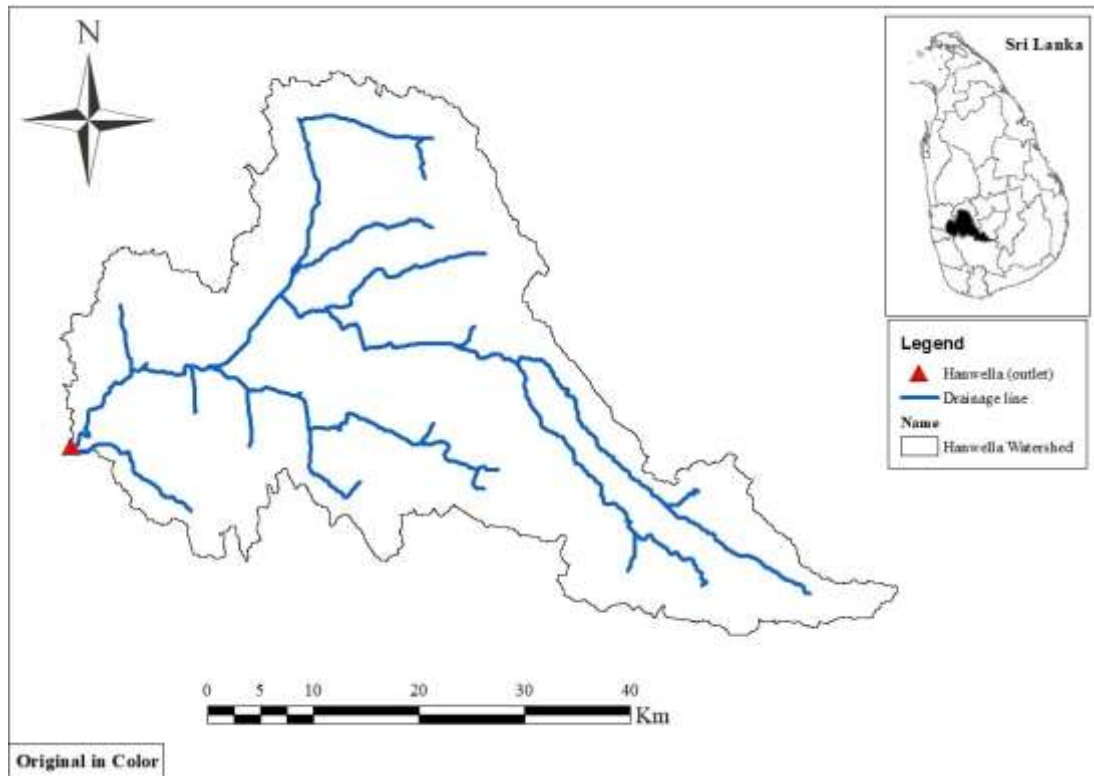 N
Sri Lanka
Legend
Hanwella (outlet)
Drainage line
Name
Hanwella Watershed
0 5 10 20 30 40
Km
Original in Color